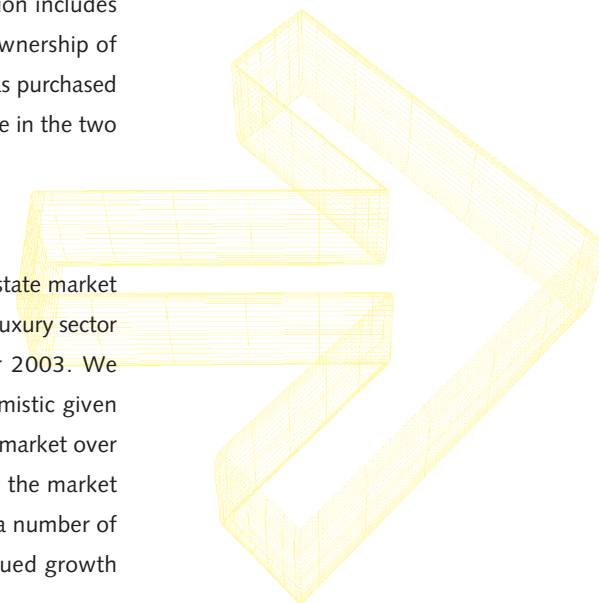 ion includes
wnership of
s purchased
e in the two
state market
luxury sector
2003. We
mistic given
market over
the market
a number of
ued growth